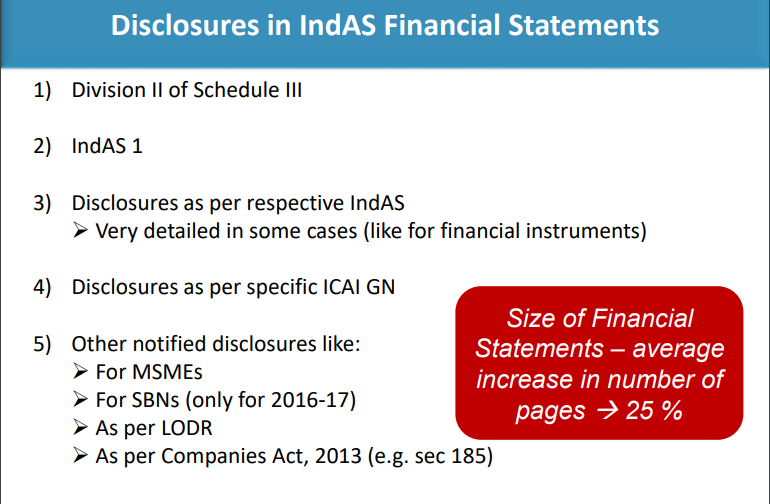 Disclosures in IndAS Financial Statements
1) Division II of Schedule III
2) IndAS 1
3) Disclosures as per respective IndAS
➢ Very detailed in some cases (like for financial instruments)
4) Disclosures as per specific ICAI GN
5) Other notified disclosures like:
➢ For MSMEs
➢ For SBNs (only for 2016-17)
➢ As per LODR
➢ As per Companies Act, 2013 (e.g. sec 185)
Size of Financial
Statements – average
increase in number of
pages → 25 %